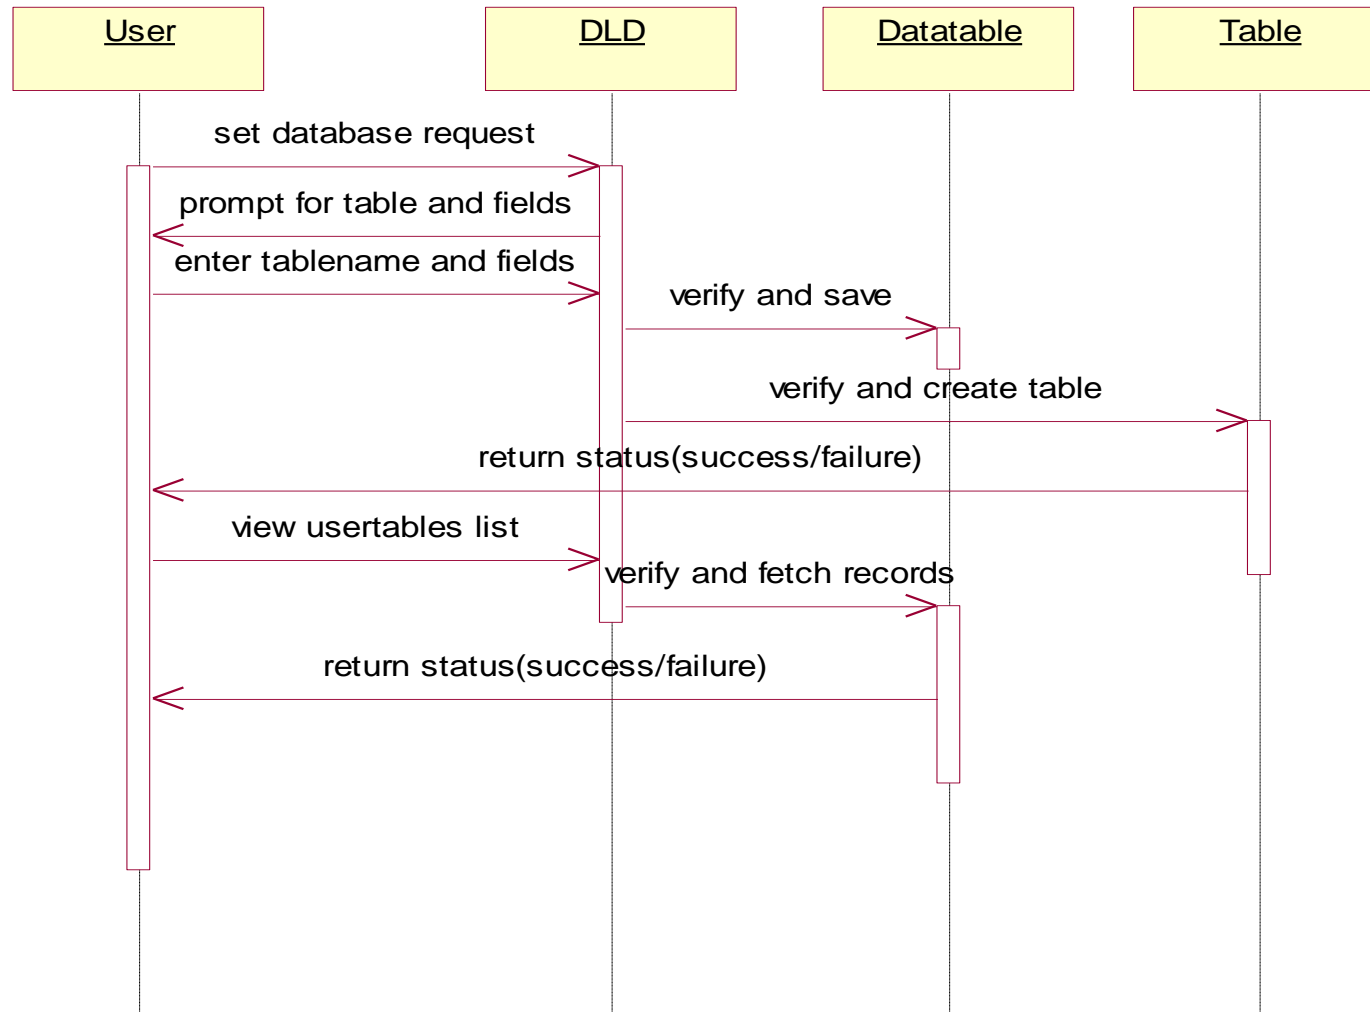 User
DLD
Datatable
Table
set database request
prompt for table and fields
enter tablename and fields
verify and save
verify and create table
return status(success/failure)
view usertables list
verify and fetch records
return status(success/failure)